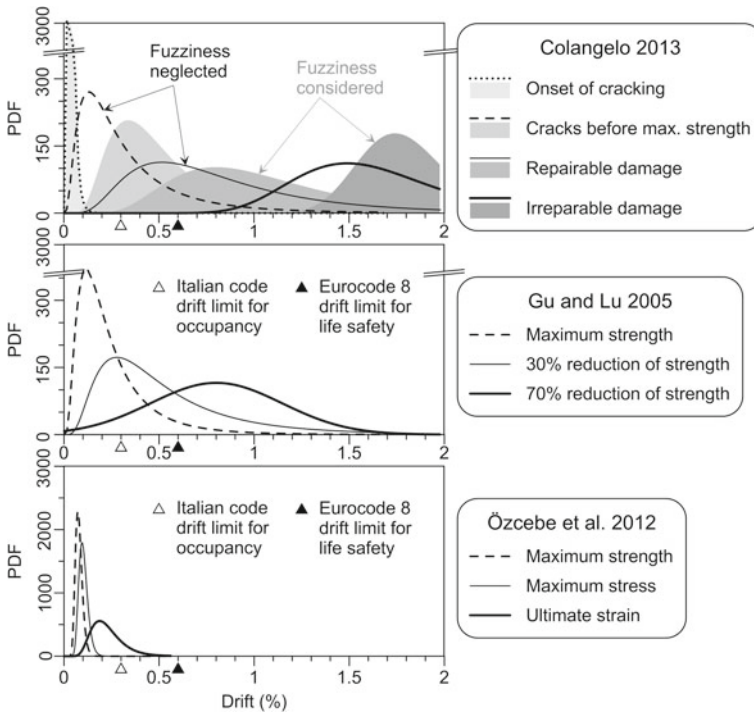 3000
300
150
0
PDF
Fuzziness
neglected
Fuzziness
considered
0 0.5 1 1.5 2
Colangelo 2013
Onset of cracking
Cracks before max. strength
Repairable damage
Irreparable damage
3000
300
150
0
PDF
△ Italian code
drift limit for
occupancy
▲ Eurocode 8
drift limit for
life safety
0 0.5 1 1.5 2
Gu and Lu 2005
Maximum strength
30% reduction of strength
70% reduction of strength
3000
2000
1000
0
PDF
△ Italian code
drift limit for
occupancy
▲ Eurocode 8
drift limit for
life safety
0 0.5 1 1.5 2
Drift (%)
Özcebe et al. 2012
Maximum strength
Maximum stress
Ultimate strain